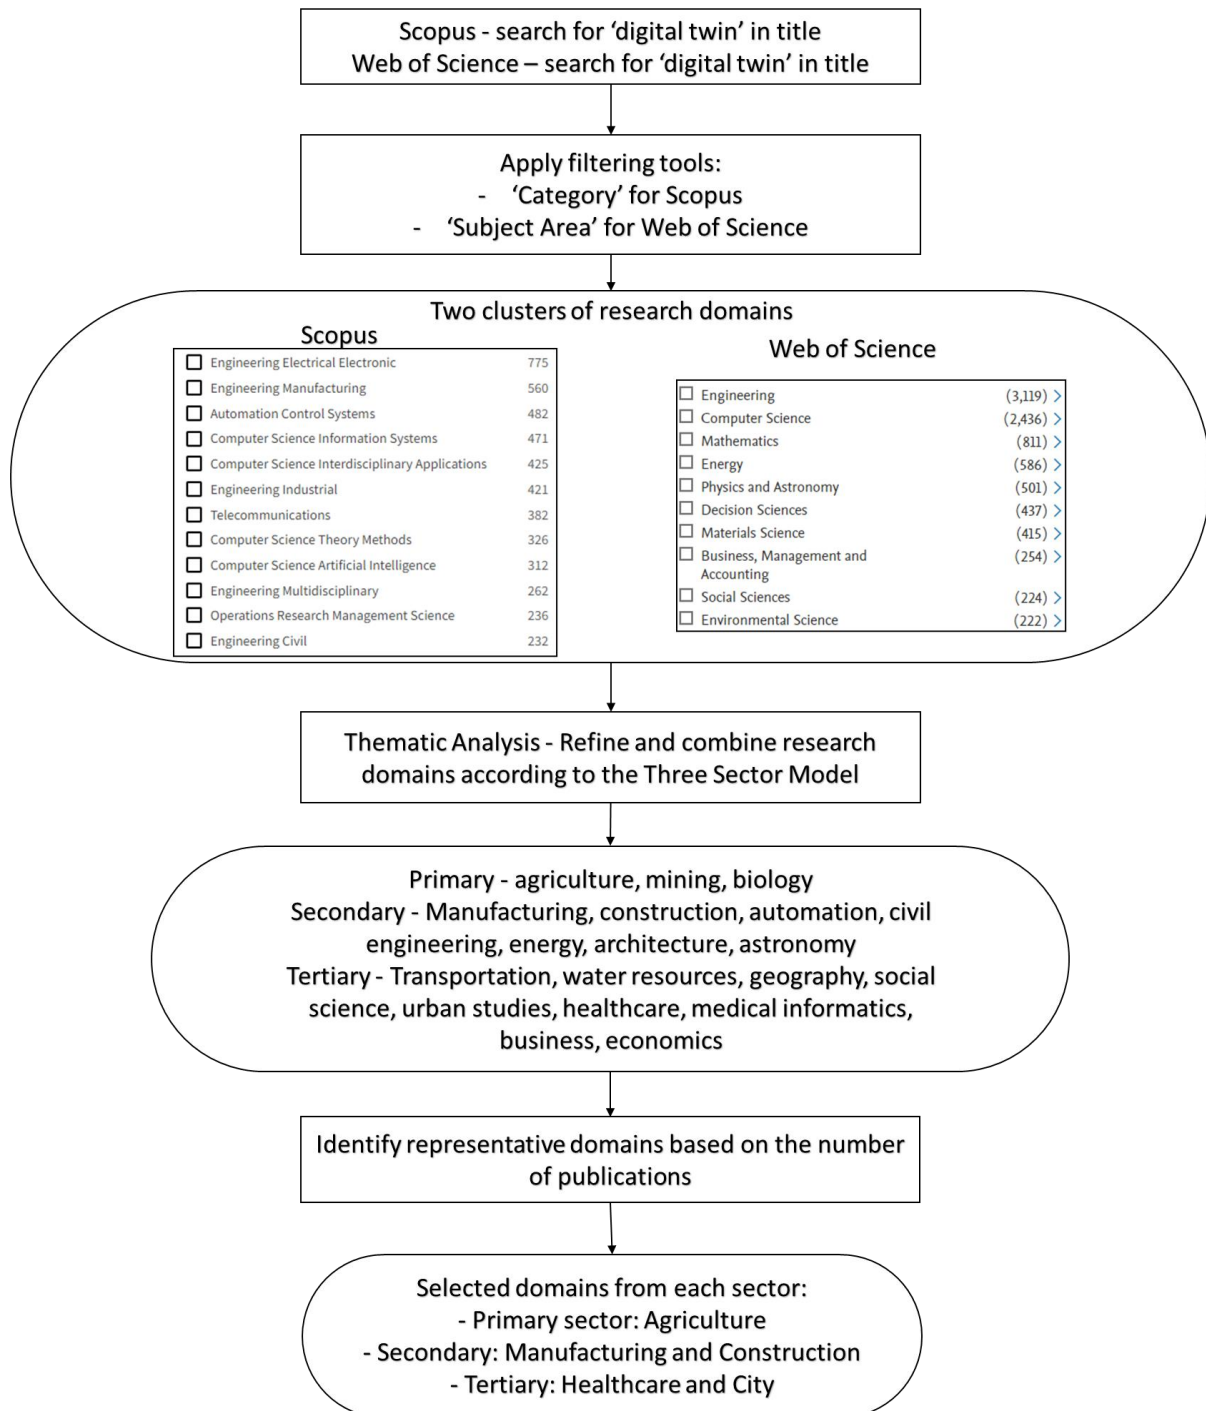 Scopus - search for ‘digital twin’ in title
Web of Science – search for ‘digital twin’ in title
Apply filtering tools:
- ‘Category’ for Scopus
- ‘Subject Area’ for Web of Science
Two clusters of research domains
Scopus
Engineering Electrical Electronic 775
Engineering Manufacturing 560
Automation Control Systems 482
Computer Science Information Systems 471
Computer Science Interdisciplinary Applications 425
Engineering Industrial 421
Telecommunications 382
Computer Science Theory Methods 326
Computer Science Artificial Intelligence 312
Engineering Multidisciplinary 262
Operations Research Management Science 236
Engineering Civil 232
Web of Science
Engineering (3,119) >
Computer Science (2,436) >
Mathematics (811) >
Energy (586) >
Physics and Astronomy (501) >
Decision Sciences (437) >
Materials Science (415) >
Business, Management and (254) >
Accounting
Social Sciences (224) >
Environmental Science (222) >
Thematic Analysis - Refine and combine research
domains according to the Three Sector Model
Primary - agriculture, mining, biology
Secondary - Manufacturing, construction, automation, civil
engineering, energy, architecture, astronomy
Tertiary - Transportation, water resources, geography, social
science, urban studies, healthcare, medical informatics,
business, economics
Identify representative domains based on the number
of publications
Selected domains from each sector:
- Primary sector: Agriculture
- Secondary: Manufacturing and Construction
- Tertiary: Healthcare and City